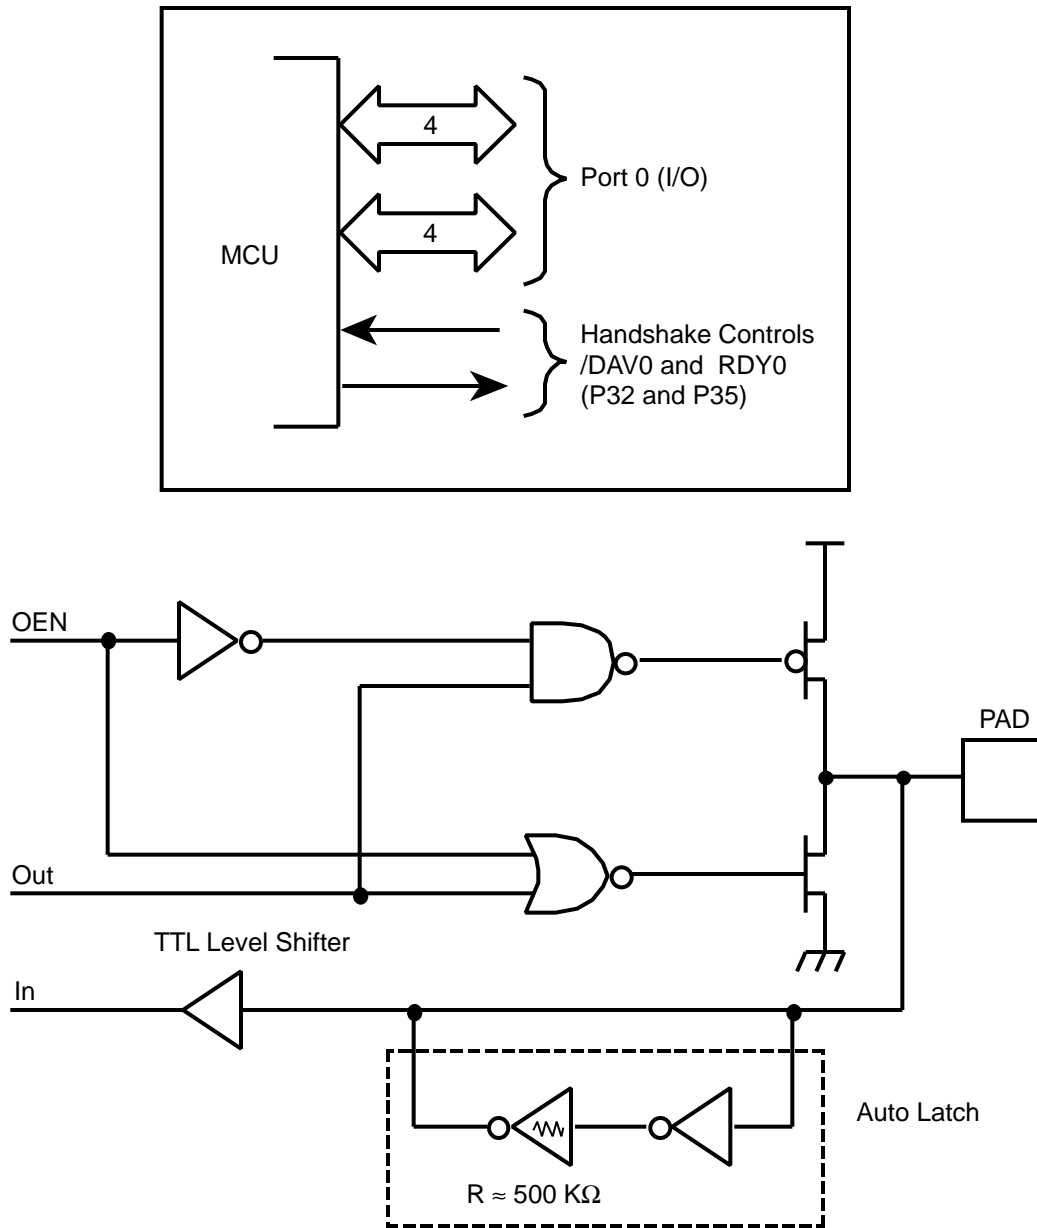 4
Port 0 (I/O)
4
MCU
Handshake Controls
/DAV0 and RDY0
(P32 and P35)
OEN
PAD
Out
TTL Level Shifter
In
Auto Latch
R ≈ 500 KΩ